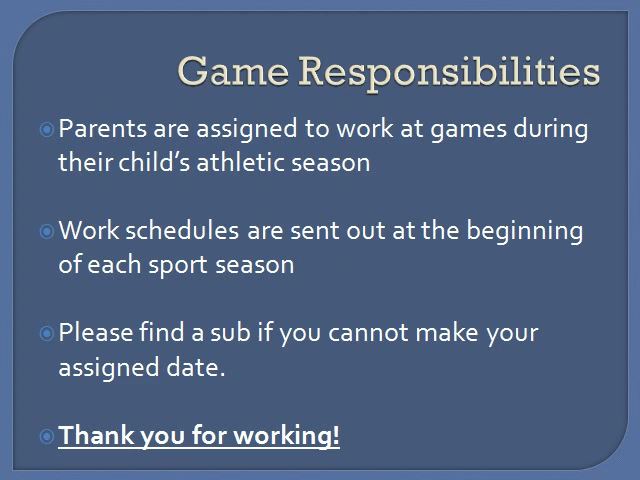 Game Responsibilities
Parents are assigned to work at games during
their child’s athletic season
Work schedules are sent out at the beginning
of each sport season
Please find a sub if you cannot make your
assigned date.
Thank you for working!